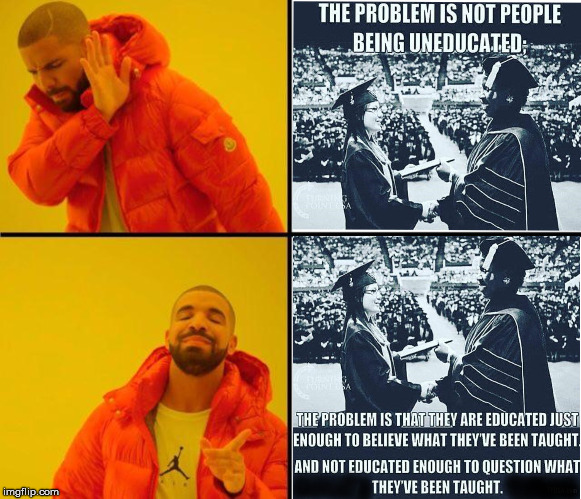 THE PROBLEM IS NOT PEOPLE
BEING UNEDUCATED;
THE PROBLEM IS THAT THEY ARE EDUCATED JUST
ENOUGH TO BELIEVE WHAT THEY'VE BEEN TAUGHT.
AND NOT EDUCATED ENOUGH TO QUESTION WHAT
THEY'VE BEEN TAUGHT.
imgflip.com